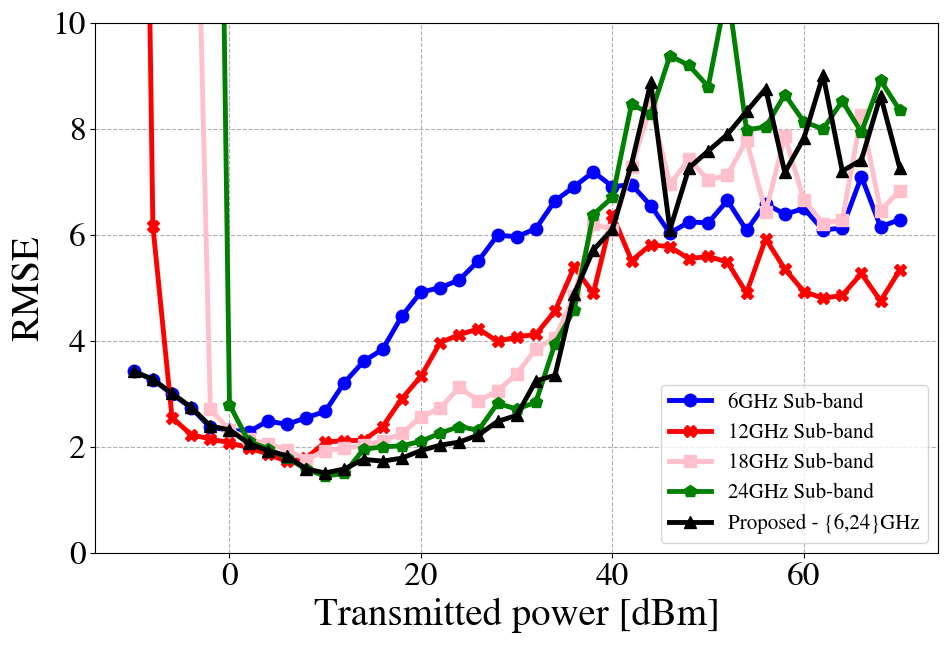 10
8
6
4
2
0
RMSE
0 20 40 60
Transmitted power [dBm]
6GHz Sub-band
12GHz Sub-band
18GHz Sub-band
24GHz Sub-band
Proposed - {6,24}GHz